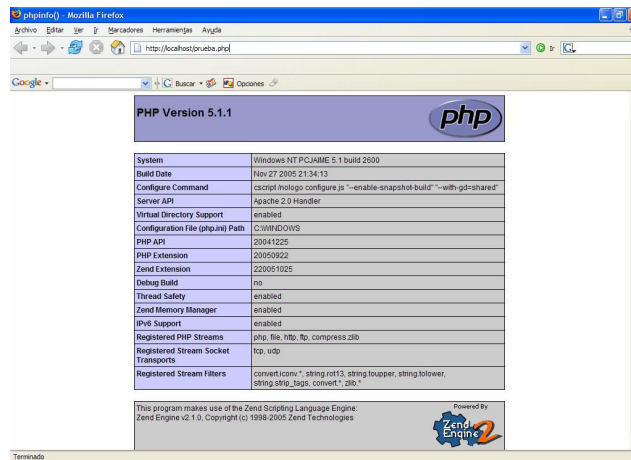 phpinfo() - Mozilla Firefox
Archivo Editar Ver Ir Marcadores Herramientas Ayuda
http://localhost/prueba.php
Ir
Google Buscar Opciones
PHP Version 5.1.1
php
System Windows NT PCJAIME 5.1 build 2600
Build Date Nov 27 2005 21:34:13
Configure Command cscript /nologo configure.js "--enable-snapshot-build" "--with-gd=shared"
Server API Apache 2.0 Handler
Virtual Directory Support enabled
Configuration File (php.ini) Path C:\WINDOWS
PHP API 20041225
PHP Extension 20050922
Zend Extension 220051025
Debug Build no
Thread Safety enabled
Zend Memory Manager enabled
IPv6 Support enabled
Registered PHP Streams php, file, http, ftp, compress.zlib
Registered Stream Socket Transports tcp, udp
Registered Stream Filters convert.iconv.*, string.rot13, string.toupper, string.tolower,
string.strip_tags, convert.*, zlib.*
This program makes use of the Zend Scripting Language Engine:
Zend Engine v2.1.0, Copyright (c) 1998-2005 Zend Technologies
Powered By
Zend Engine 2
Terminado